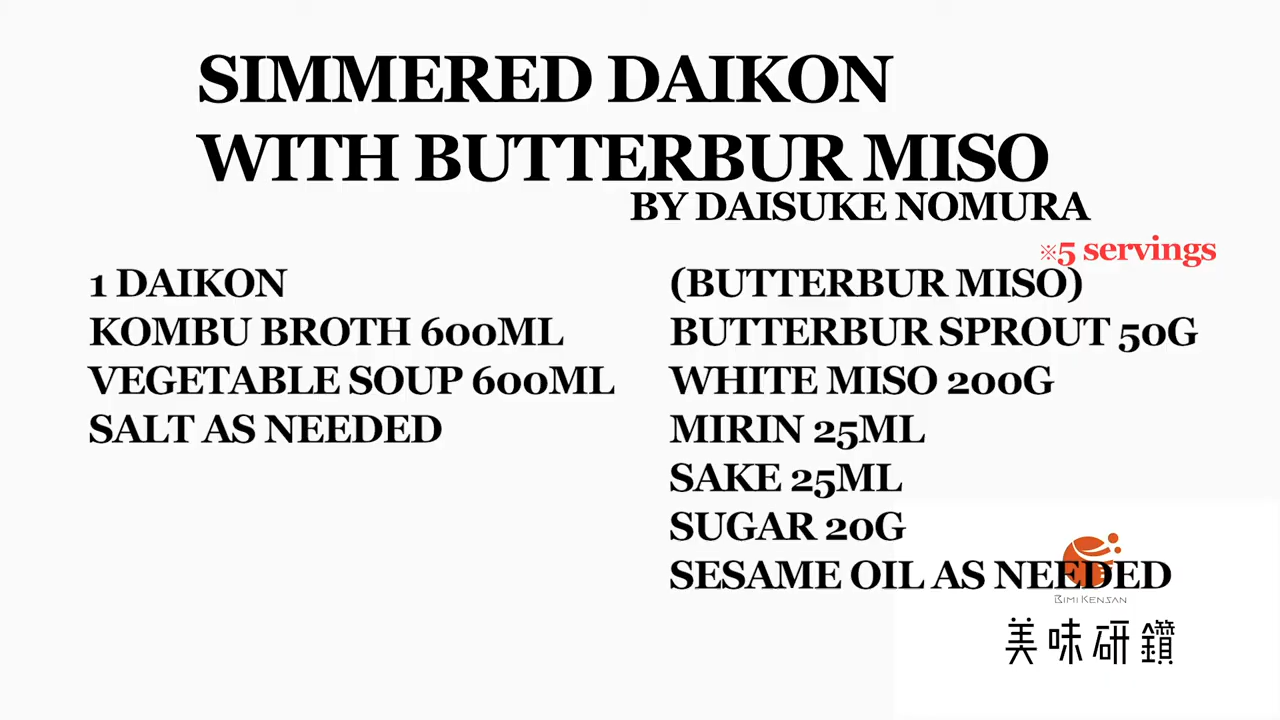 SIMMERED DAIKON
WITH BUTTERBUR MISO
BY DAISUKE NOMURA
※5 servings
1 DAIKON
KOMBU BROTH 600ML
VEGETABLE SOUP 600ML
SALT AS NEEDED
(BUTTERBUR MISO)
BUTTERBUR SPROUT 50G
WHITE MISO 200G
MIRIN 25ML
SAKE 25ML
SUGAR 20G
SESAME OIL AS NEEDED
BIMI KENSAN
美味研鑽